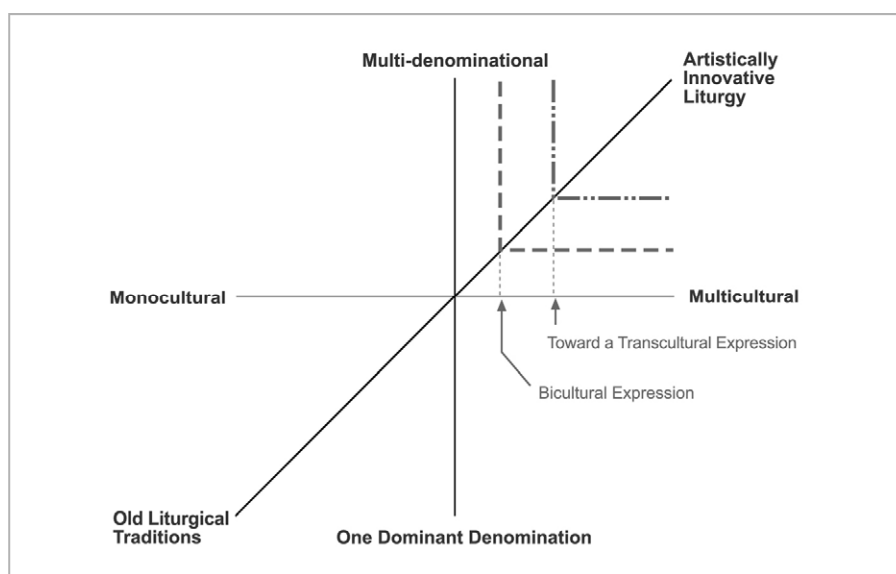 Multi-denominational
Artistically
Innovative
Liturgy
Monocultural
Multicultural
Toward a Transcultural Expression
Bicultural Expression
Old Liturgical
Traditions
One Dominant Denomination